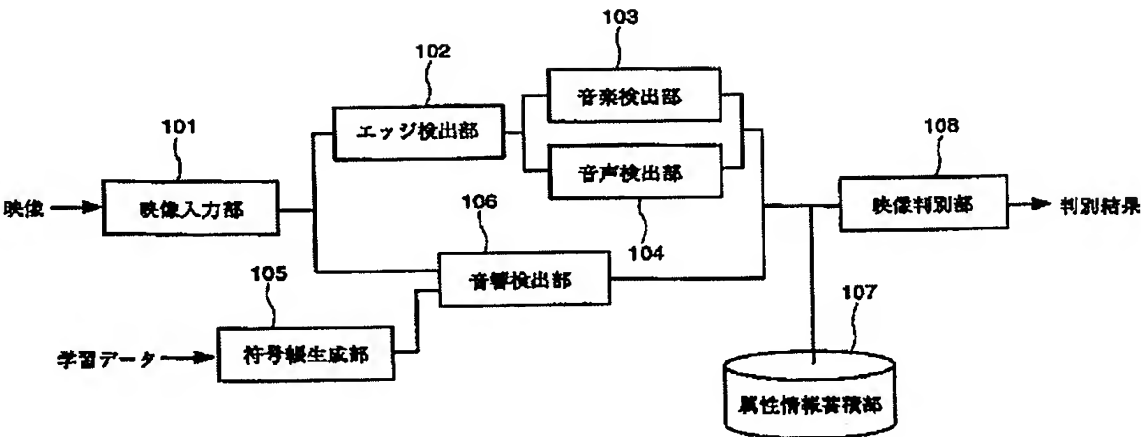 103
102
音楽検出部
エッジ検出部
108
101
音声検出部
映像
映像入力部
映像判別部
判別結果
106
104
音響検出部
105
107
学習データ
符号帳生成部
属性情報蓄積部